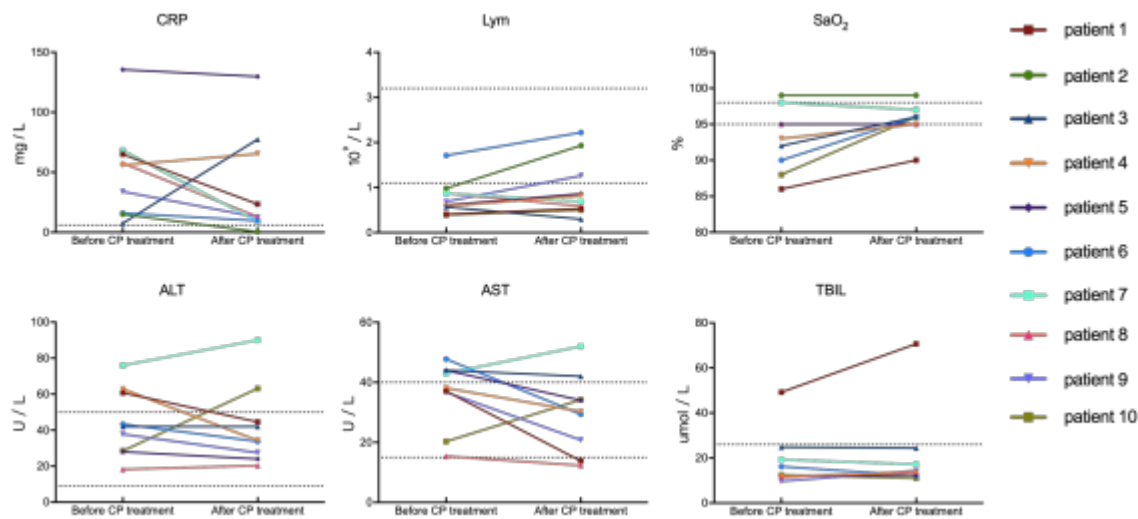 CRP
150
100
50
0
mg / L
Before CP treatment After CP treatment
Lym
4
3
2
1
0
10⁹ / L
Before CP treatment After CP treatment
SaO₂
105
100
95
90
85
80
%
Before CP treatment After CP treatment
ALT
100
80
60
40
20
0
U / L
Before CP treatment After CP treatment
AST
60
40
20
0
U / L
Before CP treatment After CP treatment
TBIL
80
60
40
20
0
umol / L
Before CP treatment After CP treatment
patient 1
patient 2
patient 3
patient 4
patient 5
patient 6
patient 7
patient 8
patient 9
patient 10